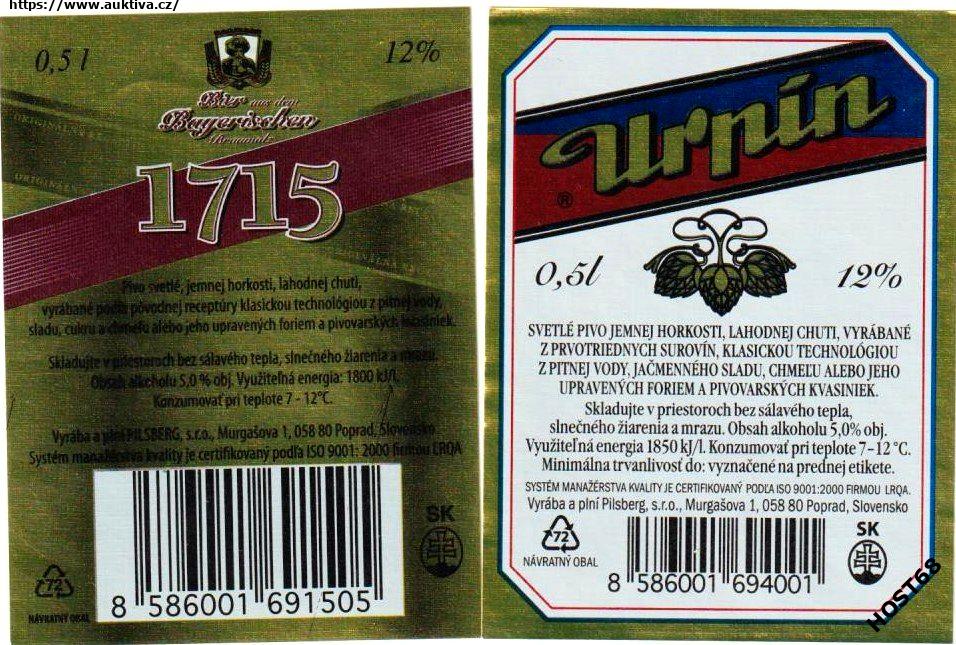 https://www.auktiva.cz/
0,5 l
12%
Bier aus dem
Bayerischen
1715
ORIGINAL
Pivo svetlé, jemnej horkosti, lahodnej chuti,
vyrábané podľa pôvodnej receptúry klasickou technológiou z pitnej vody,
sladu, cukru a chmeľu alebo jeho upravených foriem a pivovarských kvasiniek.
Skladujte v priestoroch bez sálavého tepla, slnečného žiarenia a mrazu.
Obsah alkoholu 5,0 % obj. Využiteľná energia: 1800 kJ/l.
Konzumovať pri teplote 7 - 12°C.
Vyrába a plní PILSBERG, s.r.o., Murgašova 1, 058 80 Poprad, Slovensko
Systém manažérstva kvality je certifikovaný podľa ISO 9001: 2000 firmou LRQA
SK
72
NÁVRATNÝ OBAL
8 586001 691505
Urpín
®
0,5l
12%
SVETLÉ PIVO JEMNEJ HORKOSTI, LAHODNEJ CHUTI, VYRÁBANÉ
Z PRVOTRIEDNYCH SUROVÍN, KLASICKOU TECHNOLÓGIOU
Z PITNEJ VODY, JAČMENNÉHO SLADU, CHMEĽU ALEBO JEHO
UPRAVENÝCH FORIEM A PIVOVARSKÝCH KVASINIEK.
Skladujte v priestoroch bez sálavého tepla,
slnečného žiarenia a mrazu. Obsah alkoholu 5,0% obj.
Využiteľná energia 1850 kJ/l. Konzumovať pri teplote 7–12 °C.
Minimálna trvanlivosť do: vyznačené na prednej etikete.
SYSTÉM MANAŽÉRSTVA KVALITY JE CERTIFIKOVANÝ PODĽA ISO 9001:2000 FIRMOU LRQA.
Vyrába a plní Pilsberg, s.r.o., Murgašova 1, 058 80 Poprad, Slovensko
72
NÁVRATNÝ OBAL
SK
8 586001 694001
HOST68